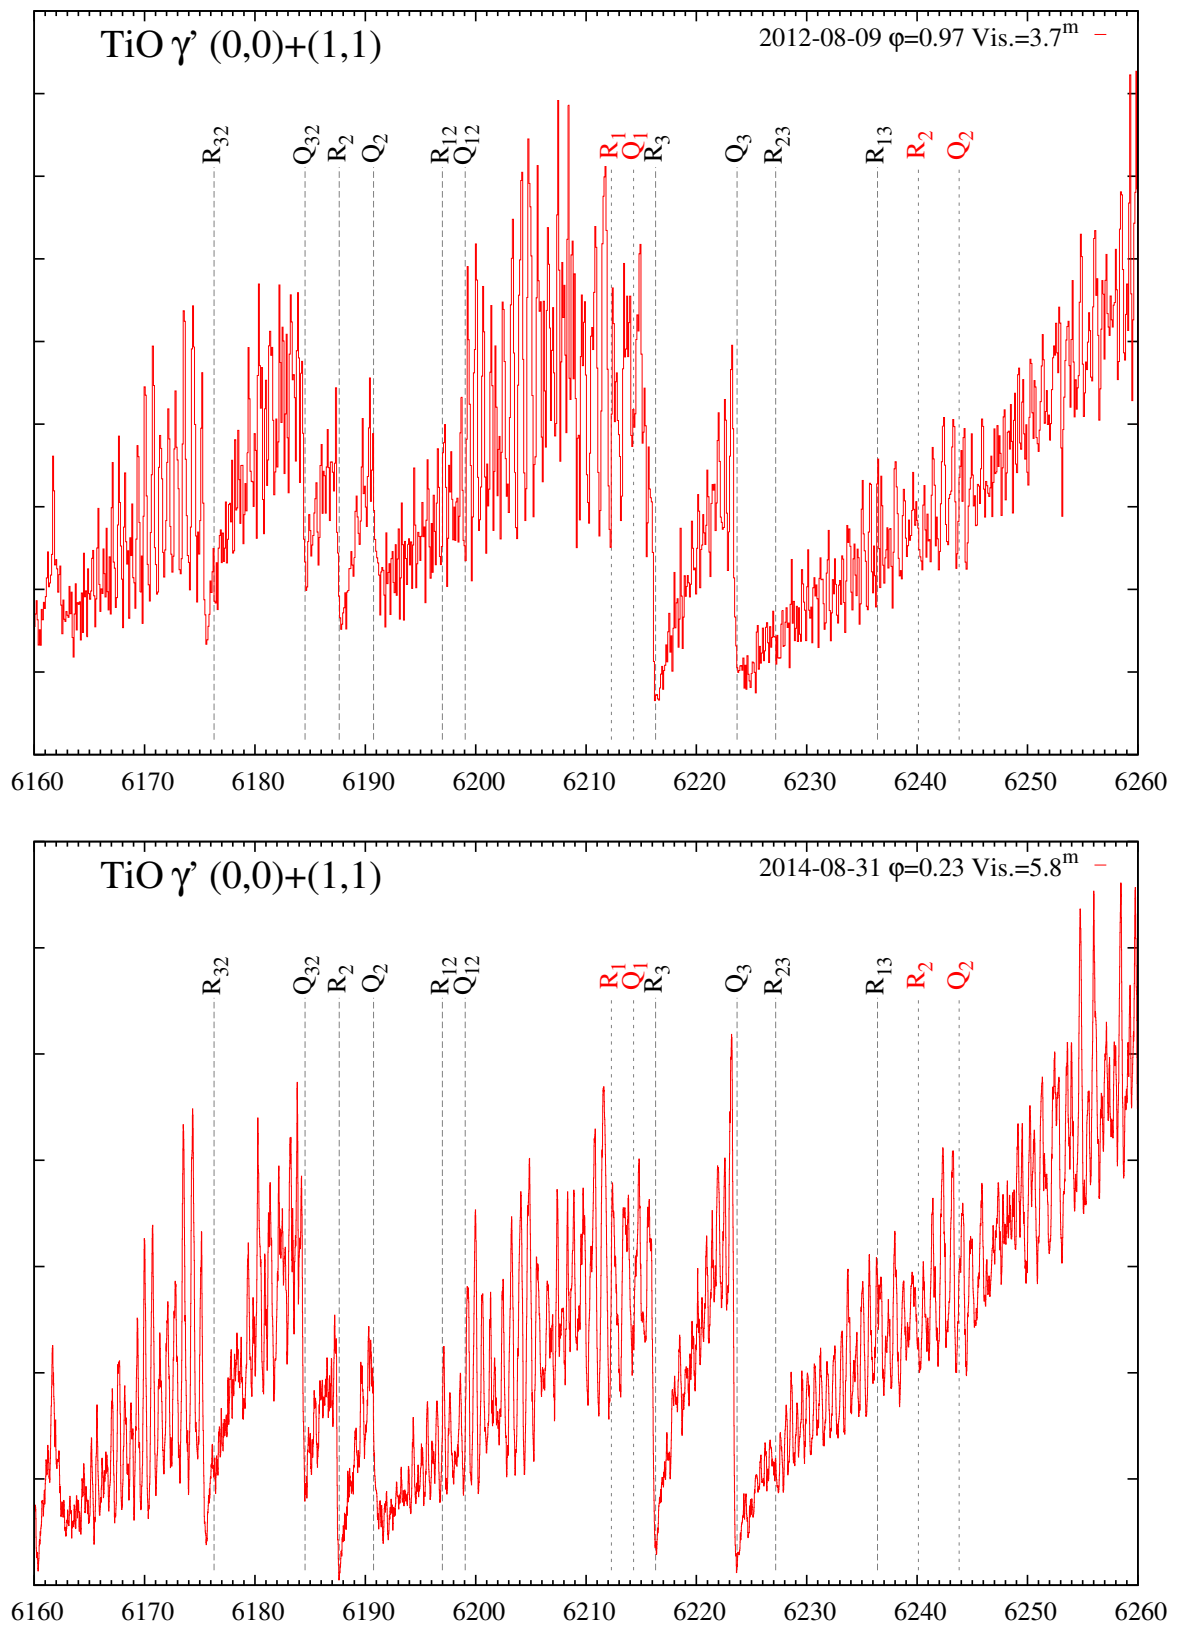 TiO γ’ (0,0)+(1,1)
2012-08-09 φ=0.97 Vis.=3.7ᵐ
R₃₂ Q₃₂ R₂ Q₂ R₁₂ Q₁₂ R₁ Q₁ R₃ Q₃ R₂₃ R₁₃ R₂ Q₂
6160 6170 6180 6190 6200 6210 6220 6230 6240 6250 6260
TiO γ’ (0,0)+(1,1)
2014-08-31 φ=0.23 Vis.=5.8ᵐ
R₃₂ Q₃₂ R₂ Q₂ R₁₂ Q₁₂ R₁ Q₁ R₃ Q₃ R₂₃ R₁₃ R₂ Q₂
6160 6170 6180 6190 6200 6210 6220 6230 6240 6250 6260